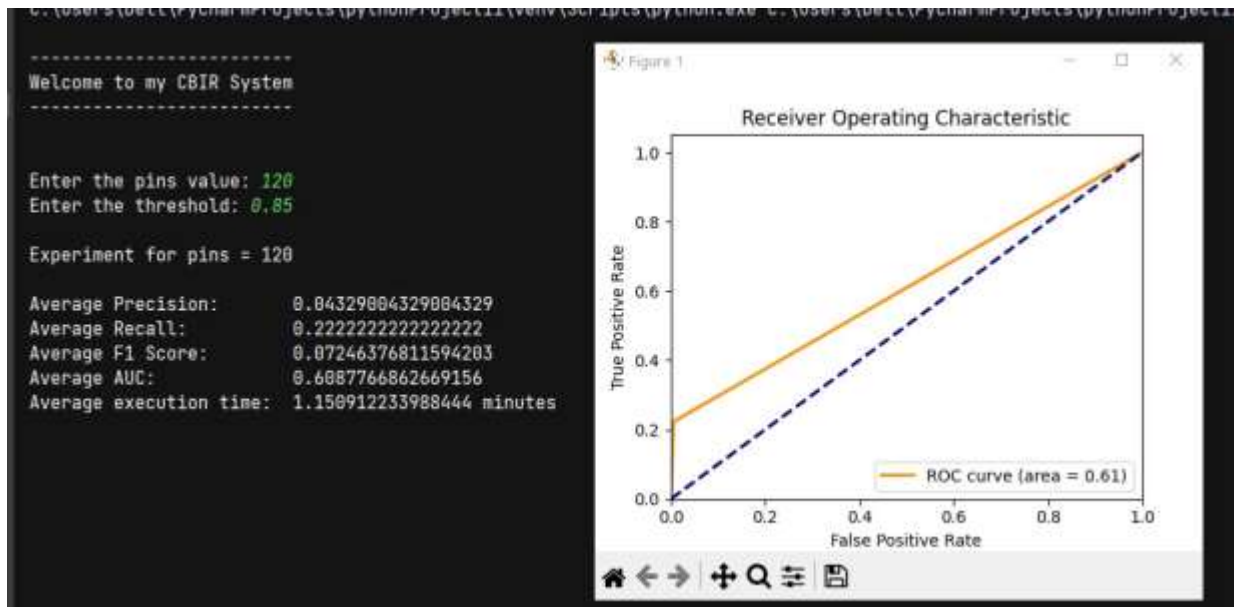 --------------------------
Welcome to my CBIR System
--------------------------
Enter the pins value: 120
Enter the threshold: 0.85
Experiment for pins = 120
Average Precision: 0.04329004329004329
Average Recall: 0.2222222222222222
Average F1 Score: 0.07246376811594203
Average AUC: 0.6087766862669156
Average execution time: 1.150912233988444 minutes
Figure 1
Receiver Operating Characteristic
True Positive Rate
1.0
0.8
0.6
0.4
0.2
0.0
ROC curve (area = 0.61)
0.0 0.2 0.4 0.6 0.8 1.0
False Positive Rate